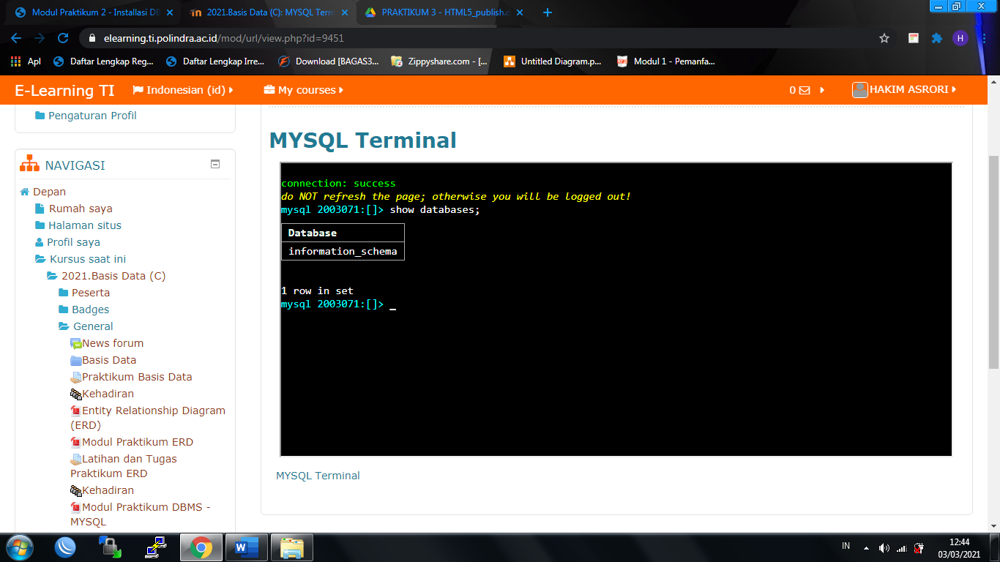 Modul Praktikum 2 - Installasi DB
2021.Basis Data (C): MYSQL Term
PRAKTIKUM 3 - HTML5_publish.
elearning.ti.polindra.ac.id/mod/url/view.php?id=9451
H
Apl
Daftar Lengkap Reg...
Daftar Lengkap Irre...
Download [BAGAS3...
Zippyshare.com - [...
Untitled Diagram.p...
Modul 1 - Pemanfa...
E-Learning TI
Indonesian (id)
My courses
0
HAKIM ASRORI
Pengaturan Profil
NAVIGASI
Depan
Rumah saya
Halaman situs
Profil saya
Kursus saat ini
2021.Basis Data (C)
Peserta
Badges
General
News forum
Basis Data
Praktikum Basis Data
Kehadiran
Entity Relationship Diagram
(ERD)
Modul Praktikum ERD
Latihan dan Tugas
Praktikum ERD
Kehadiran
Modul Praktikum DBMS -
MYSQL
MYSQL Terminal
connection: success
do NOT refresh the page; otherwise you will be logged out!
mysql 2003071:[]> show databases;
Database
information_schema
1 row in set
mysql 2003071:[]> _
MYSQL Terminal
IN
12:44
03/03/2021